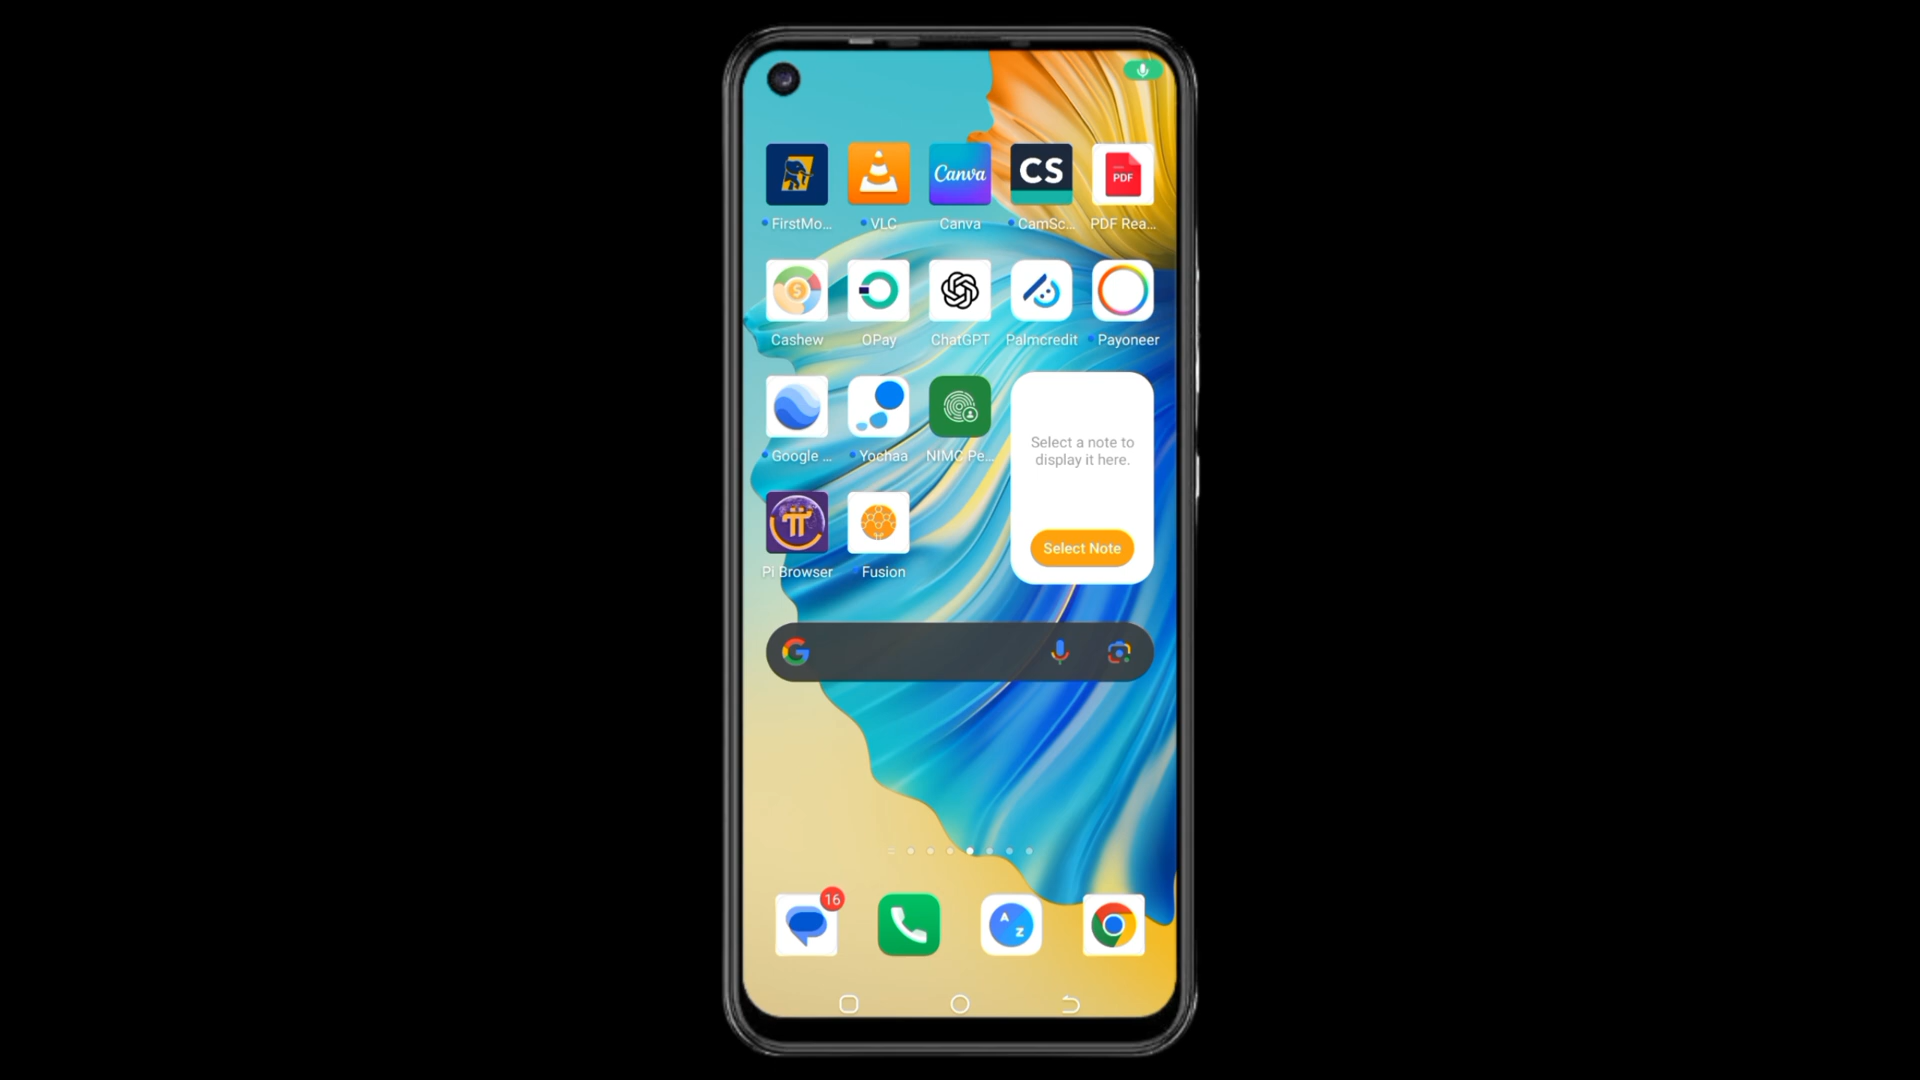 Canva
CS
PDF
FirstMo...
VLC
Canva
CamSc...
PDF Rea...
$
Cashew
OPay
ChatGPT
Palmcredit
Payoneer
Google ...
Yochaa
NIMC Pe...
Select a note to
display it here.
Select Note
Pi Browser
Fusion
G
16
A
Z